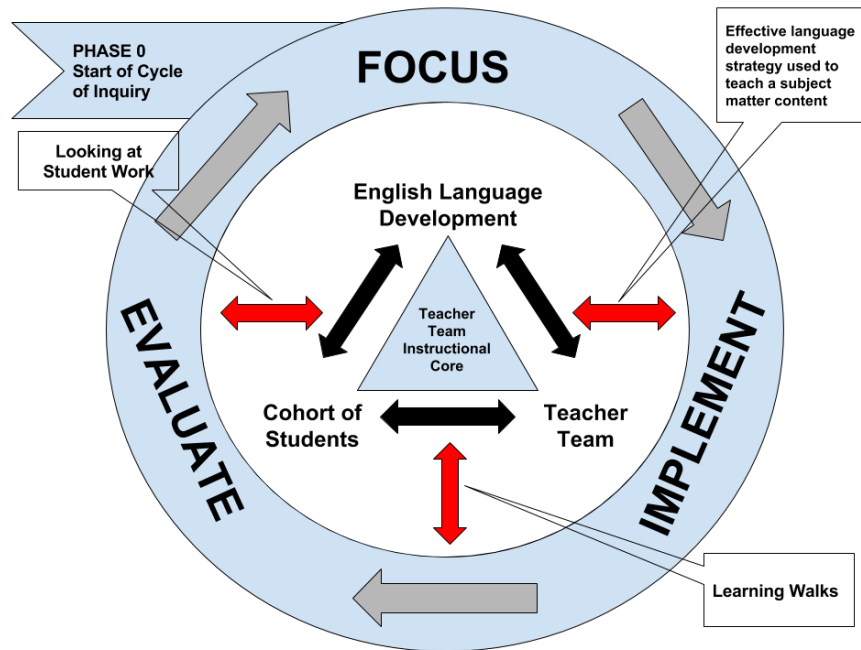 PHASE 0
Start of Cycle
of Inquiry
FOCUS
Effective language
development
strategy used to
teach a subject
matter content
Looking at
Student Work
English Language
Development
Teacher
Team
Instructional
Core
EVALUATE
IMPLEMENT
Cohort of
Students
Teacher
Team
Learning Walks